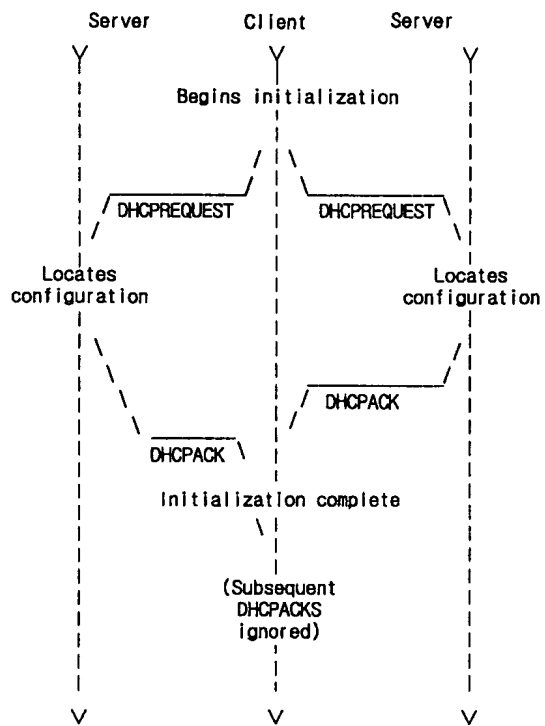 Server Client Server
Begins initialization
DHCPREQUEST DHCPREQUEST
Locates Locates
configuration configuration
DHCPACK
DHCPACK
Initialization complete
(Subsequent
DHCPACKS
ignored)